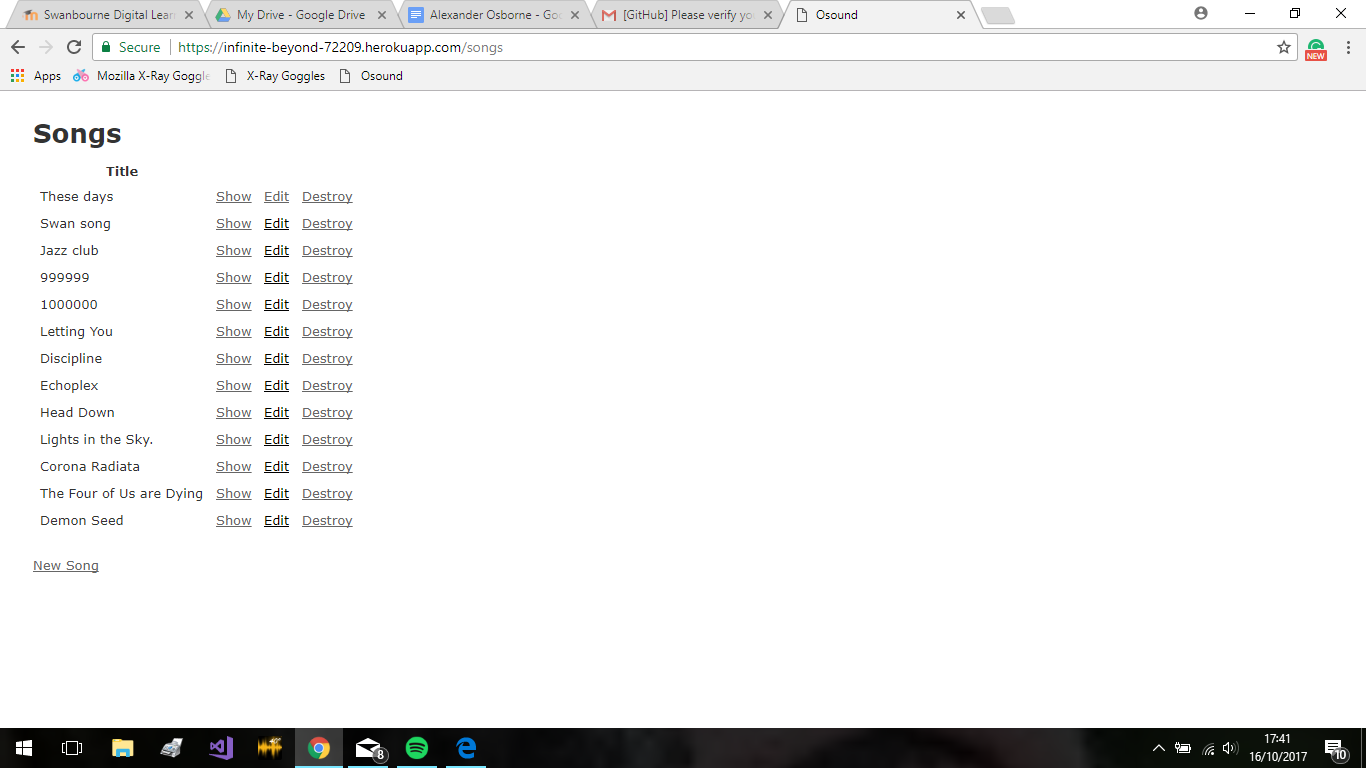 Swanbourne Digital Lear
My Drive - Google Drive
Alexander Osborne - Goo
[GitHub] Please verify yo
Osound
Secure
https://infinite-beyond-72209.herokuapp.com/songs
NEW
Apps
Mozilla X-Ray Goggle
X-Ray Goggles
Osound
Songs
Title
These days Show Edit Destroy
Swan song Show Edit Destroy
Jazz club Show Edit Destroy
999999 Show Edit Destroy
1000000 Show Edit Destroy
Letting You Show Edit Destroy
Discipline Show Edit Destroy
Echoplex Show Edit Destroy
Head Down Show Edit Destroy
Lights in the Sky. Show Edit Destroy
Corona Radiata Show Edit Destroy
The Four of Us are Dying Show Edit Destroy
Demon Seed Show Edit Destroy
New Song
8
17:41
16/10/2017
10